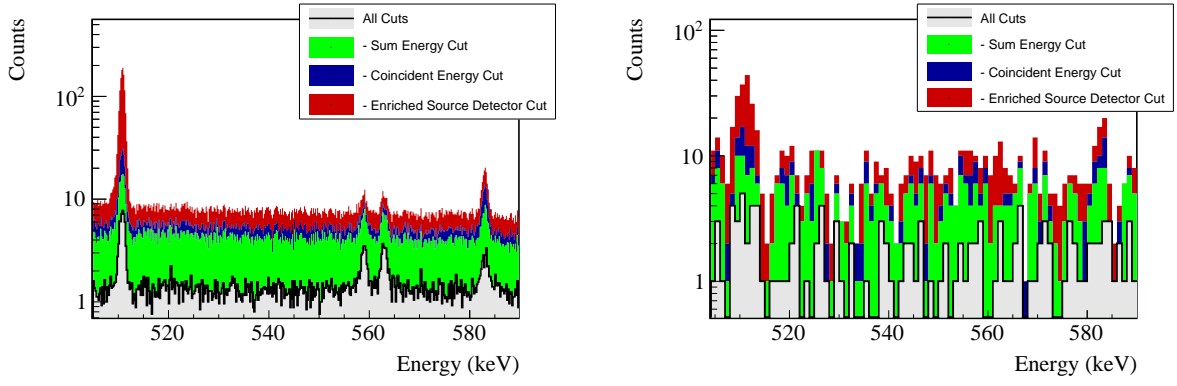 Counts
10²
10
1
520 540 560 580
Energy (keV)
All Cuts
- Sum Energy Cut
- Coincident Energy Cut
- Enriched Source Detector Cut
Counts
10²
10
1
520 540 560 580
Energy (keV)
All Cuts
- Sum Energy Cut
- Coincident Energy Cut
- Enriched Source Detector Cut